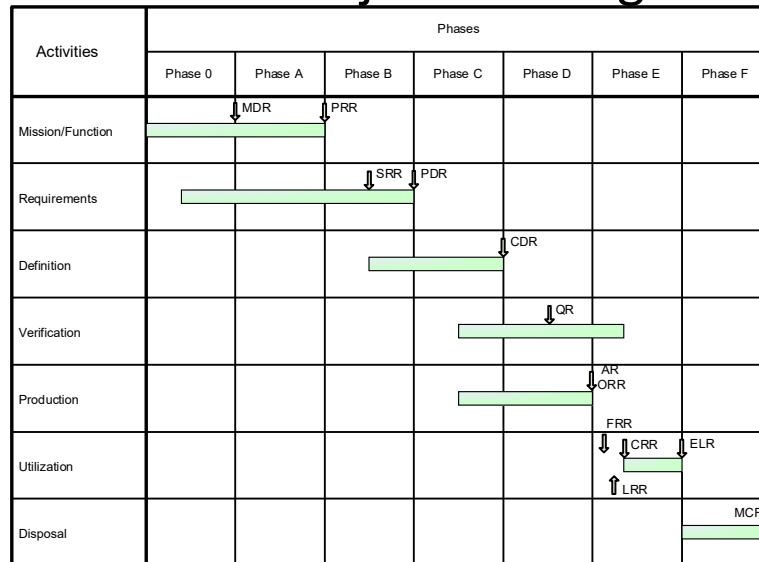 Phases
Activities
Phase 0 Phase A Phase B Phase C Phase D Phase E Phase F
MDR PRR
Mission/Function
SRR PDR
Requirements
CDR
Definition
QR
Verification
AR
ORR
Production
FRR
CRR ELR
Utilization
LRR
MCR
Disposal